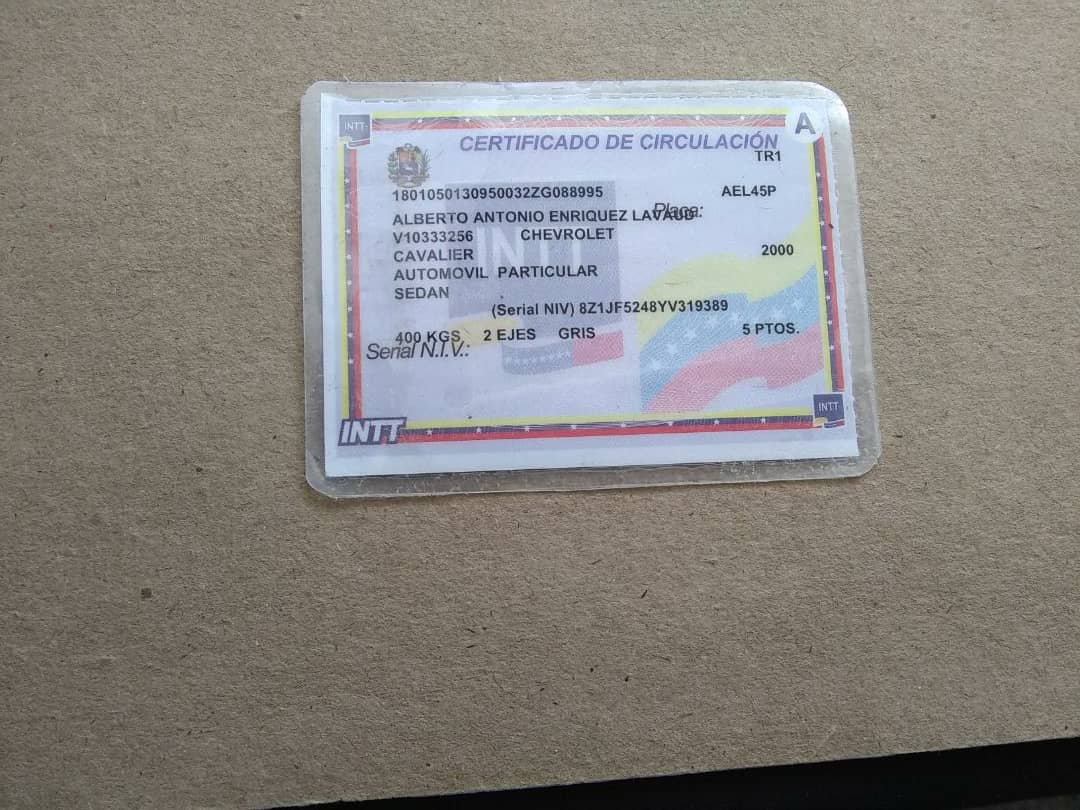 INTT
A
CERTIFICADO DE CIRCULACIÓN
TR1
1801050130950032ZG088995 AEL45P
Placa:
ALBERTO ANTONIO ENRIQUEZ LAVAUD
V10333256 CHEVROLET
CAVALIER 2000
AUTOMOVIL PARTICULAR
SEDAN
INTT
(Serial NIV) 8Z1JF5248YV319389
400 KGS 2 EJES GRIS 5 PTOS.
Serial N.I.V.:
INTT
INTT